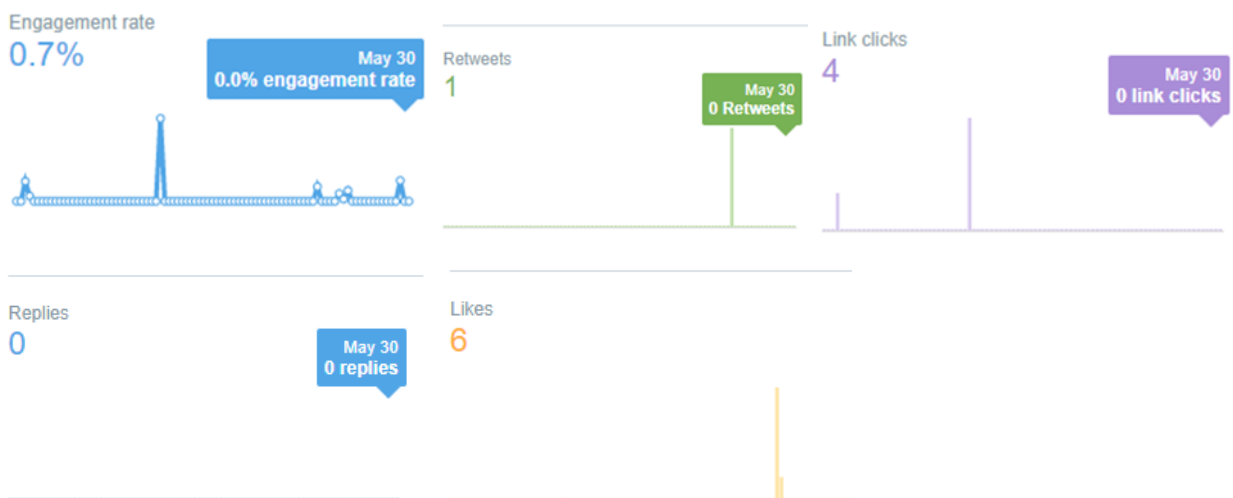 Engagement rate
0.7%
May 30
0.0% engagement rate
Retweets
1
May 30
0 Retweets
Link clicks
4
May 30
0 link clicks
Replies
0
May 30
0 replies
Likes
6